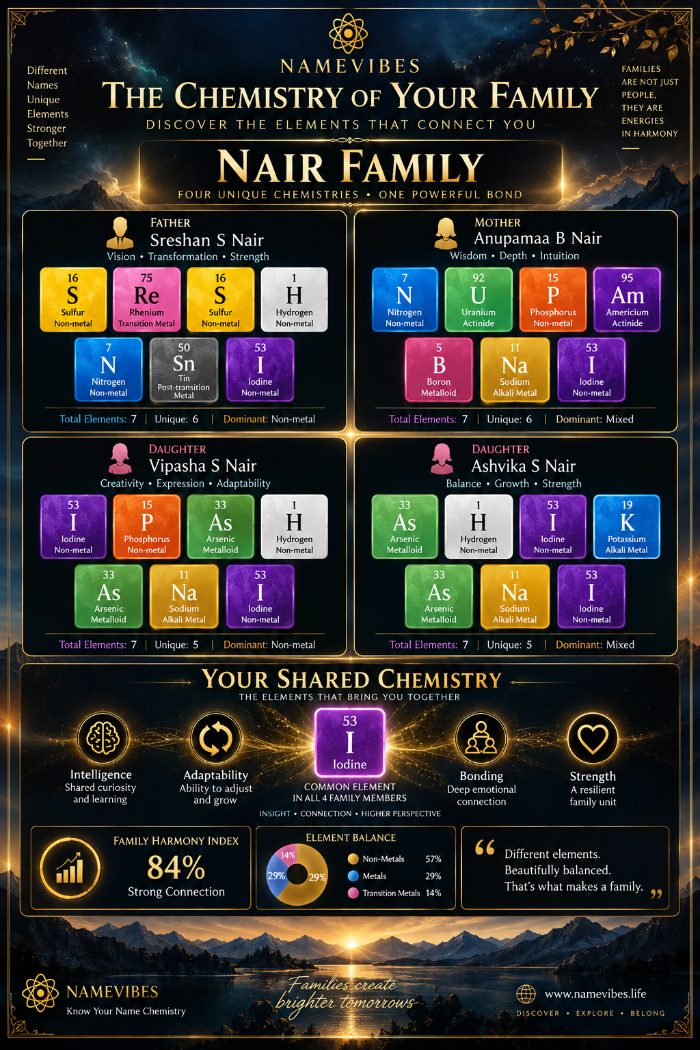 NAMEVIBES
Different
Names
Unique
Elements
Stronger
Together
THE CHEMISTRY OF YOUR FAMILY
DISCOVER THE ELEMENTS THAT CONNECT YOU
FAMILIES
ARE NOT JUST
PEOPLE,
THEY ARE
ENERGIES
IN HARMONY
NAIR FAMILY
FOUR UNIQUE CHEMISTRIES • ONE POWERFUL BOND
FATHER
Sreshan S Nair
Vision • Transformation • Strength
16
S
Sulfur
Non-metal
75
Re
Rhenium
Transition Metal
16
S
Sulfur
Non-metal
1
H
Hydrogen
Non-metal
7
N
Nitrogen
Non-metal
50
Sn
Tin
Post-transition
Metal
53
I
Iodine
Non-metal
Total Elements: 7 | Unique: 6 | Dominant: Non-metal
MOTHER
Anupamaa B Nair
Wisdom • Depth • Intuition
7
N
Nitrogen
Non-metal
92
U
Uranium
Actinide
15
P
Phosphorus
Non-metal
95
Am
Americium
Actinide
5
B
Boron
Metalloid
11
Na
Sodium
Alkali Metal
53
I
Iodine
Non-metal
Total Elements: 7 | Unique: 6 | Dominant: Mixed
DAUGHTER
Vipasha S Nair
Creativity • Expression • Adaptability
53
I
Iodine
Non-metal
15
P
Phosphorus
Non-metal
33
As
Arsenic
Metalloid
1
H
Hydrogen
Non-metal
33
As
Arsenic
Metalloid
11
Na
Sodium
Alkali Metal
53
I
Iodine
Non-metal
Total Elements: 7 | Unique: 5 | Dominant: Non-metal
DAUGHTER
Ashvika S Nair
Balance • Growth • Strength
33
As
Arsenic
Metalloid
1
H
Hydrogen
Non-metal
53
I
Iodine
Non-metal
19
K
Potassium
Alkali Metal
33
As
Arsenic
Metalloid
11
Na
Sodium
Alkali Metal
53
I
Iodine
Non-metal
Total Elements: 7 | Unique: 5 | Dominant: Mixed
YOUR SHARED CHEMISTRY
THE ELEMENTS THAT BRING YOU TOGETHER
Intelligence
Shared curiosity
and learning
Adaptability
Ability to adjust
and grow
53
I
Iodine
COMMON ELEMENT
IN ALL 4 FAMILY MEMBERS
INSIGHT • CONNECTION • HIGHER PERSPECTIVE
Bonding
Deep emotional
connection
Strength
A resilient
family unit
FAMILY HARMONY INDEX
84%
Strong Connection
ELEMENT BALANCE
14%
29%
29%
Non-Metals 57%
Metals 29%
Transition Metals 14%
“ Different elements.
Beautifully balanced.
That's what makes a family. ”
NAMEVIBES
Know Your Name Chemistry
Families create
brighter tomorrows
www.namevibes.life
DISCOVER • EXPLORE • BELONG